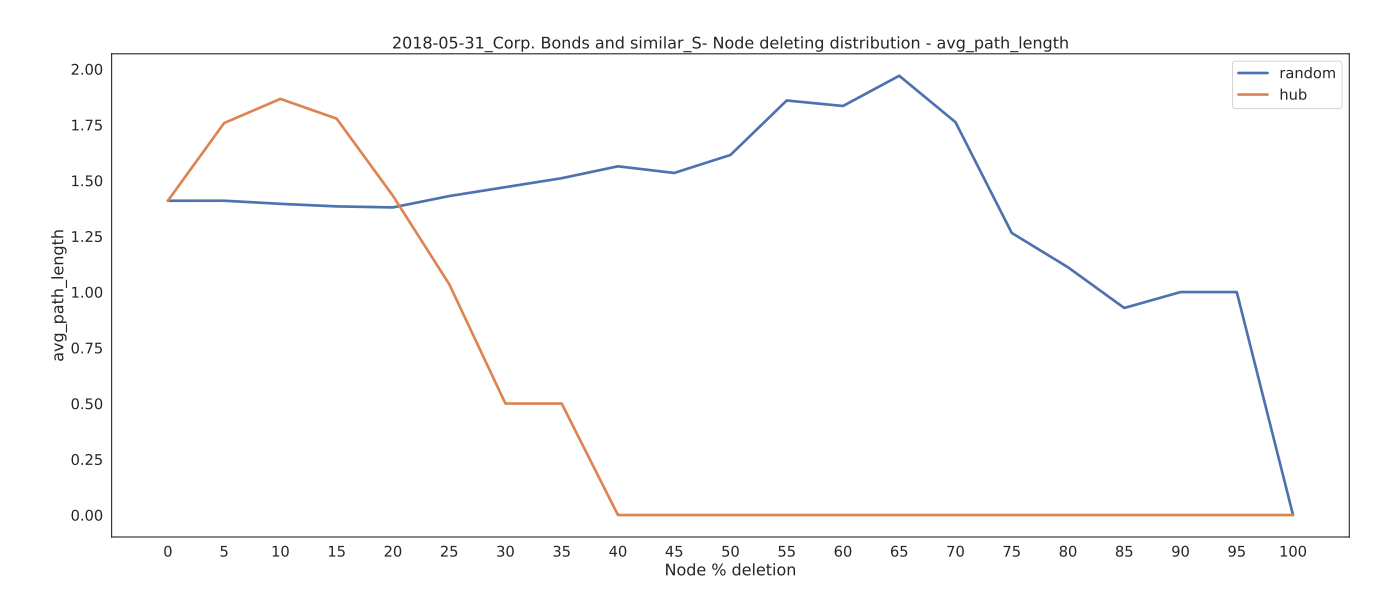 2018-05-31_Corp. Bonds and similar_S- Node deleting distribution - avg_path_length
random
hub
2.00
1.75
1.50
1.25
1.00
0.75
0.50
0.25
0.00
avg_path_length
0 5 10 15 20 25 30 35 40 45 50 55 60 65 70 75 80 85 90 95 100
Node % deletion